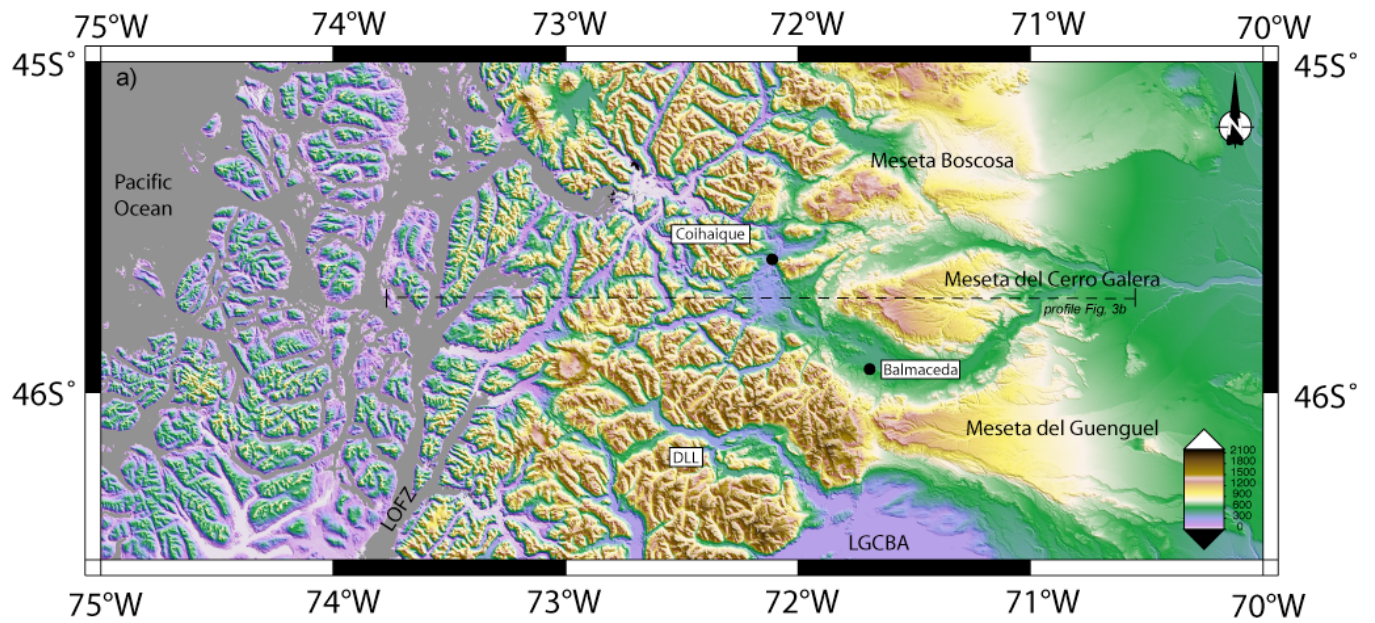 75°W 74°W 73°W 72°W 71°W 70°W
45S° 45S°
a)
N
Meseta Boscosa
Pacific
Ocean
Coihaique
Meseta del Cerro Galera
profile Fig. 3b
Balmaceda
46S° 46S°
Meseta del Guenguel
DLL
2100
1800
1500
1200
900
600
300
0
LOFZ
LGCBA
75°W 74°W 73°W 72°W 71°W 70°W